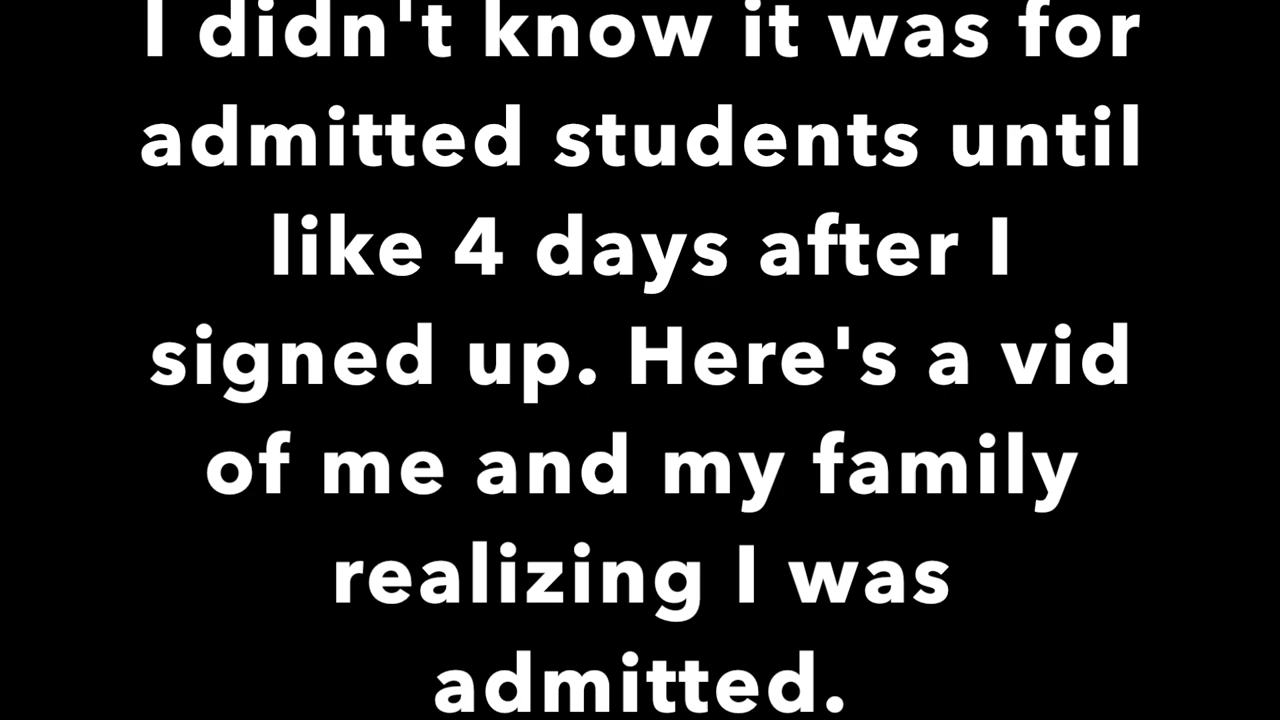 I didn't know it was for
admitted students until
like 4 days after I
signed up. Here's a vid
of me and my family
realizing I was
admitted.